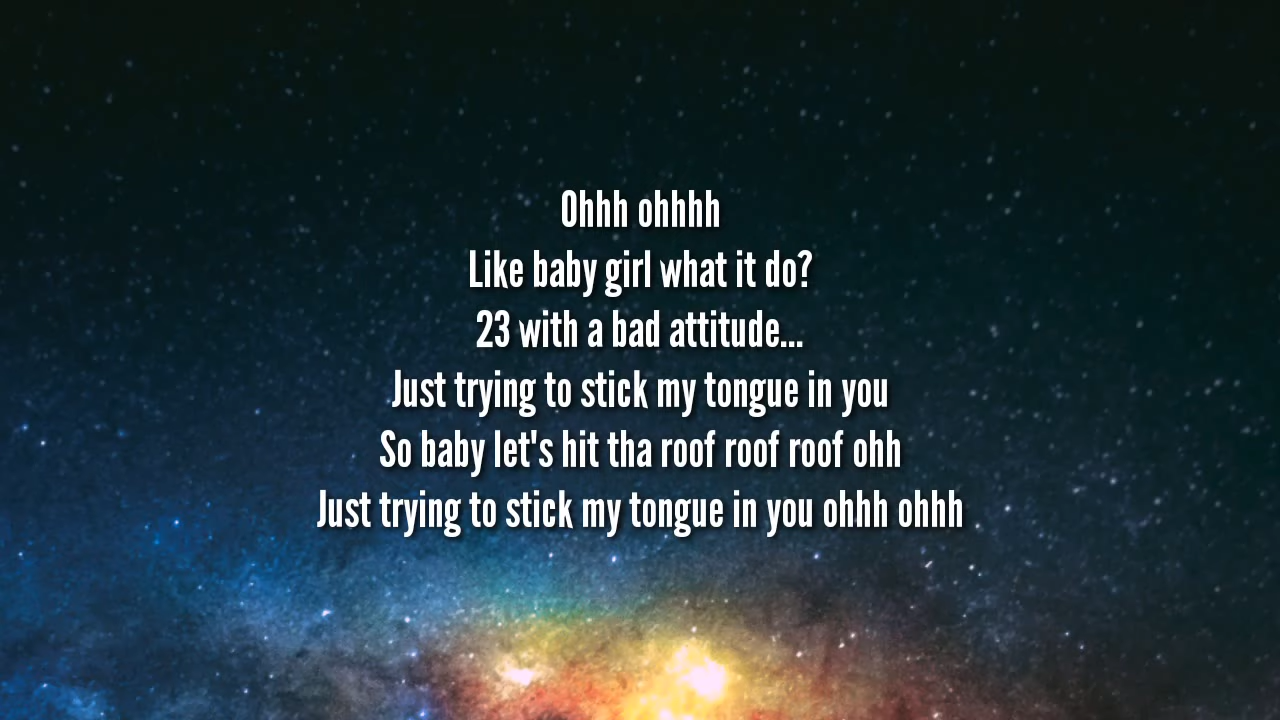 Ohhh ohhhh
Like baby girl what it do?
23 with a bad attitude...
Just trying to stick my tongue in you
So baby let's hit tha roof roof roof ohh
Just trying to stick my tongue in you ohhh ohhh